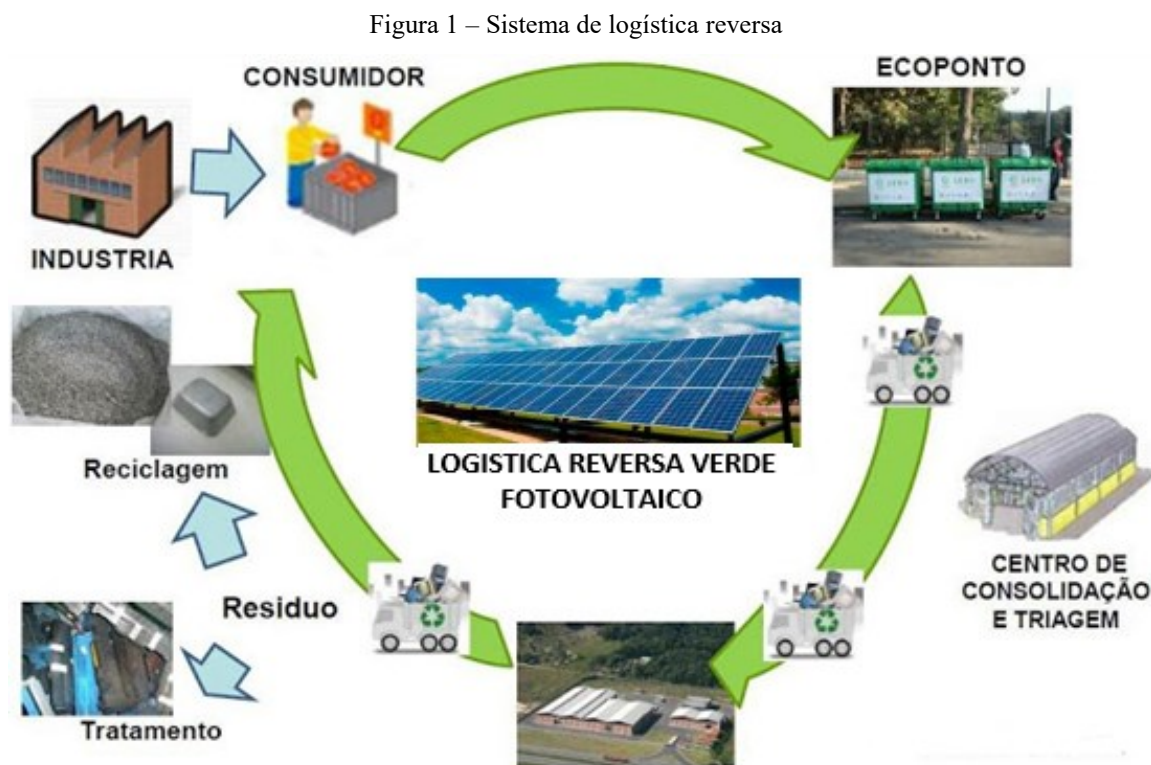 Figura 1 – Sistema de logística reversa
CONSUMIDOR
ECOPONTO
INDUSTRIA
LOGISTICA REVERSA VERDE
FOTOVOLTAICO
Reciclagem
CENTRO DE
CONSOLIDAÇÃO
E TRIAGEM
Residuo
Tratamento